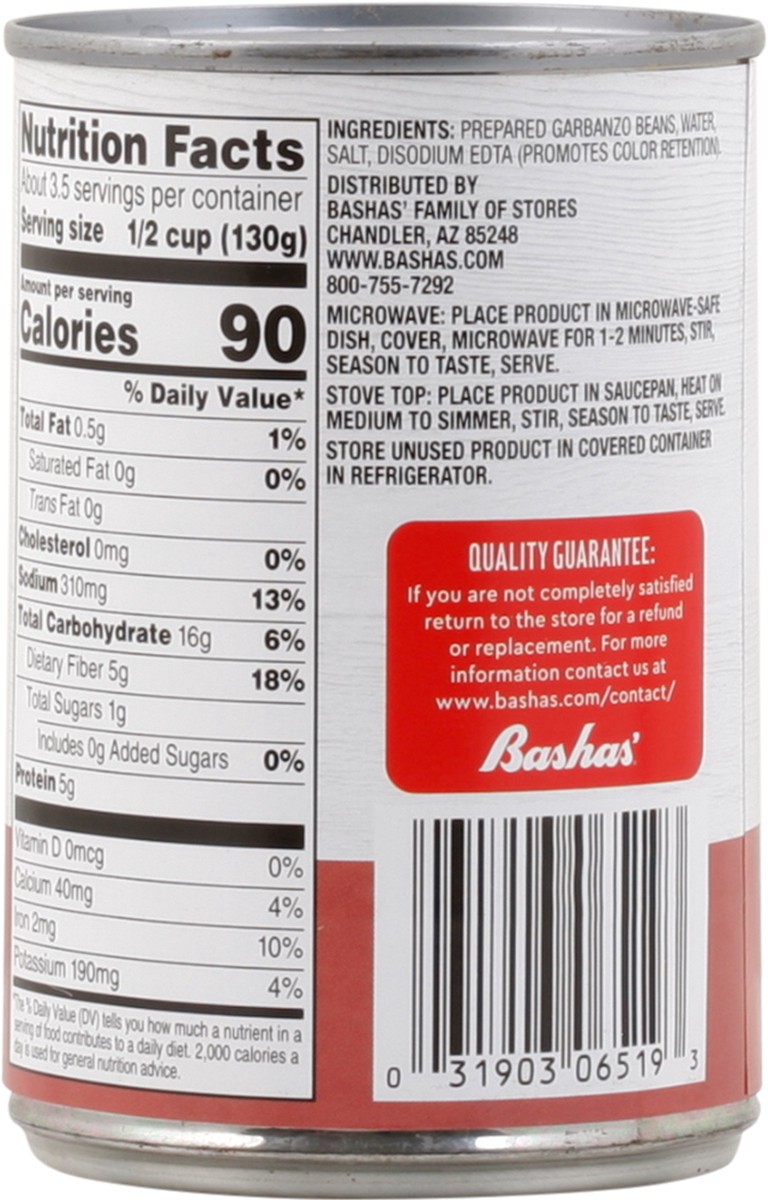 Nutrition Facts
About 3.5 servings per container
Serving size 1/2 cup (130g)
Amount per serving
Calories 90
% Daily Value*
Total Fat 0.5g 1%
Saturated Fat 0g 0%
Trans Fat 0g
Cholesterol 0mg 0%
Sodium 310mg 13%
Total Carbohydrate 16g 6%
Dietary Fiber 5g 18%
Total Sugars 1g
Includes 0g Added Sugars 0%
Protein 5g
Vitamin D 0mcg 0%
Calcium 40mg 4%
Iron 2mg 10%
Potassium 190mg 4%
*The % Daily Value (DV) tells you how much a nutrient in a
serving of food contributes to a daily diet. 2,000 calories a
day is used for general nutrition advice.
INGREDIENTS: PREPARED GARBANZO BEANS, WATER,
SALT, DISODIUM EDTA (PROMOTES COLOR RETENTION).
DISTRIBUTED BY
BASHAS' FAMILY OF STORES
CHANDLER, AZ 85248
WWW.BASHAS.COM
800-755-7292
MICROWAVE: PLACE PRODUCT IN MICROWAVE-SAFE
DISH, COVER, MICROWAVE FOR 1-2 MINUTES, STIR,
SEASON TO TASTE, SERVE.
STOVE TOP: PLACE PRODUCT IN SAUCEPAN, HEAT ON
MEDIUM TO SIMMER, STIR, SEASON TO TASTE, SERVE.
STORE UNUSED PRODUCT IN COVERED CONTAINER
IN REFRIGERATOR.
QUALITY GUARANTEE:
If you are not completely satisfied
return to the store for a refund
or replacement. For more
information contact us at
www.bashas.com/contact/
Bashas'
0 31903 06519 3